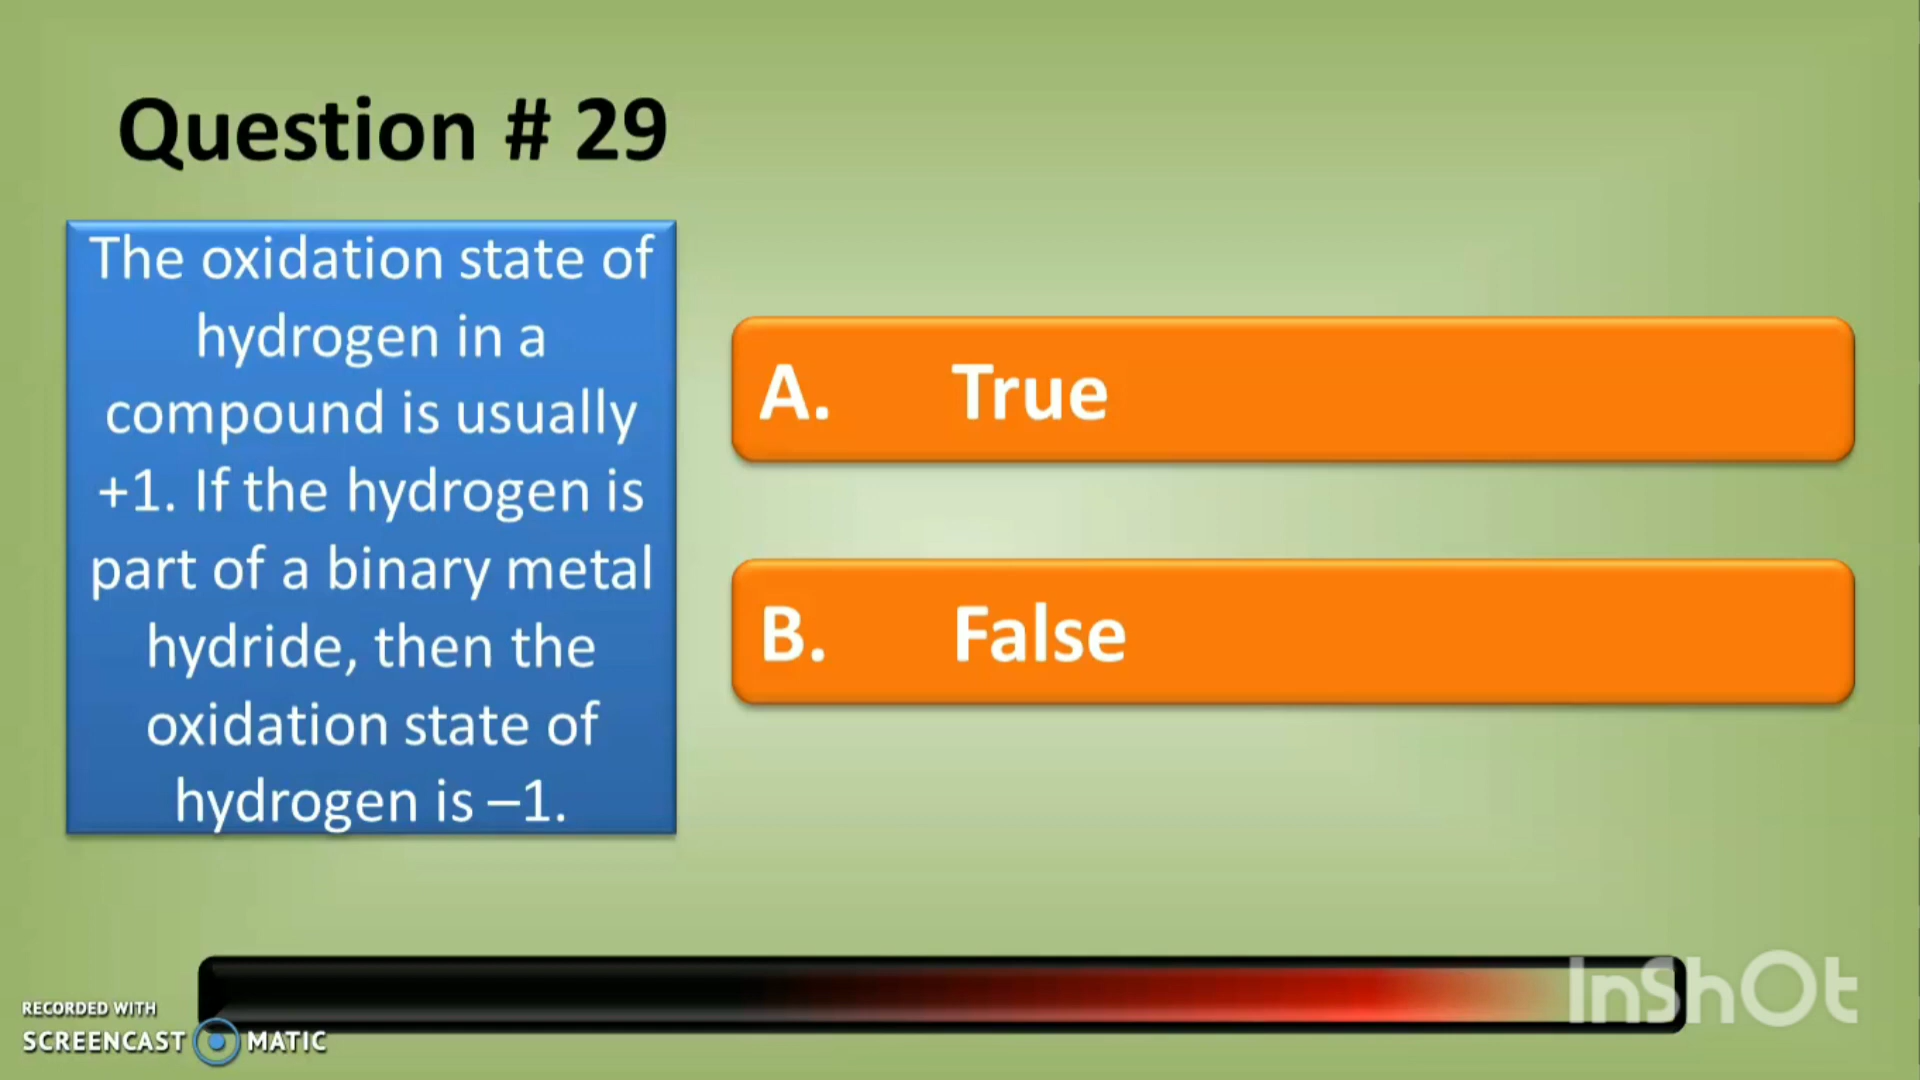 Question # 29
The oxidation state of
hydrogen in a
compound is usually
+1. If the hydrogen is
part of a binary metal
hydride, then the
oxidation state of
hydrogen is –1.
A. True
B. False
RECORDED WITH
SCREENCAST MATIC
InShOt